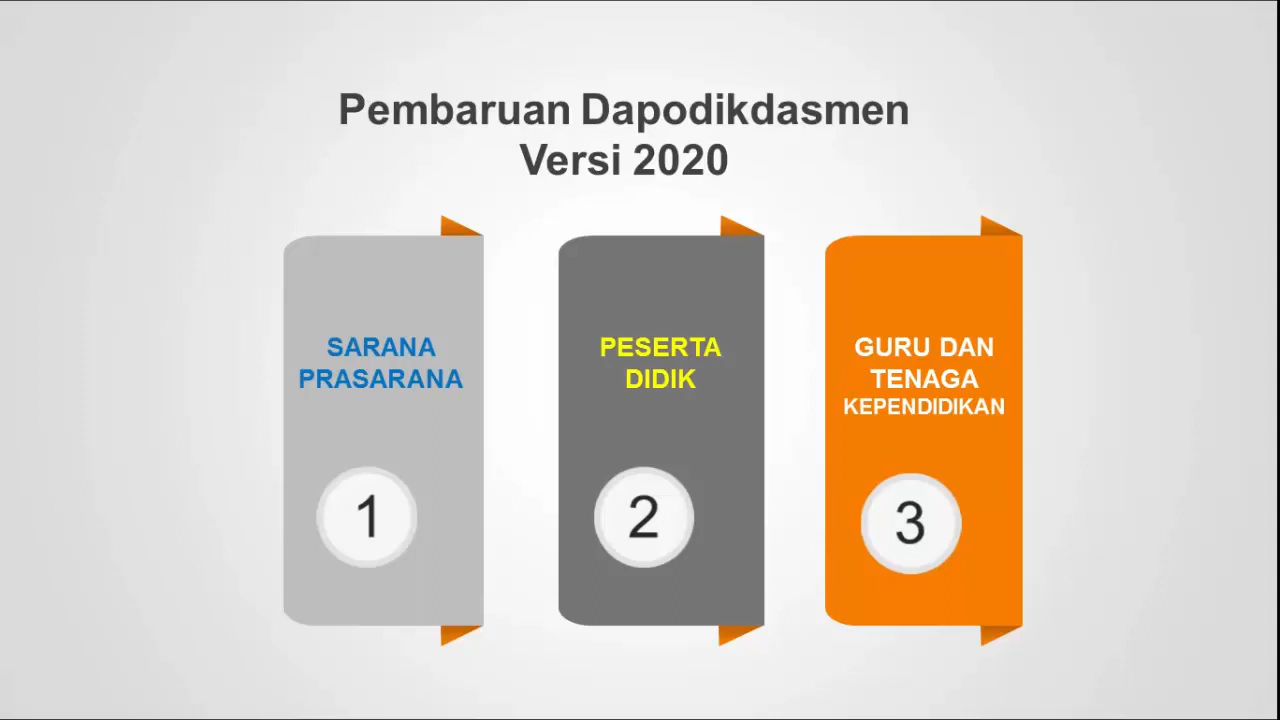 Pembaruan Dapodikdasmen
Versi 2020
SARANA
PRASARANA
1
PESERTA
DIDIK
2
GURU DAN
TENAGA
KEPENDIDIKAN
3